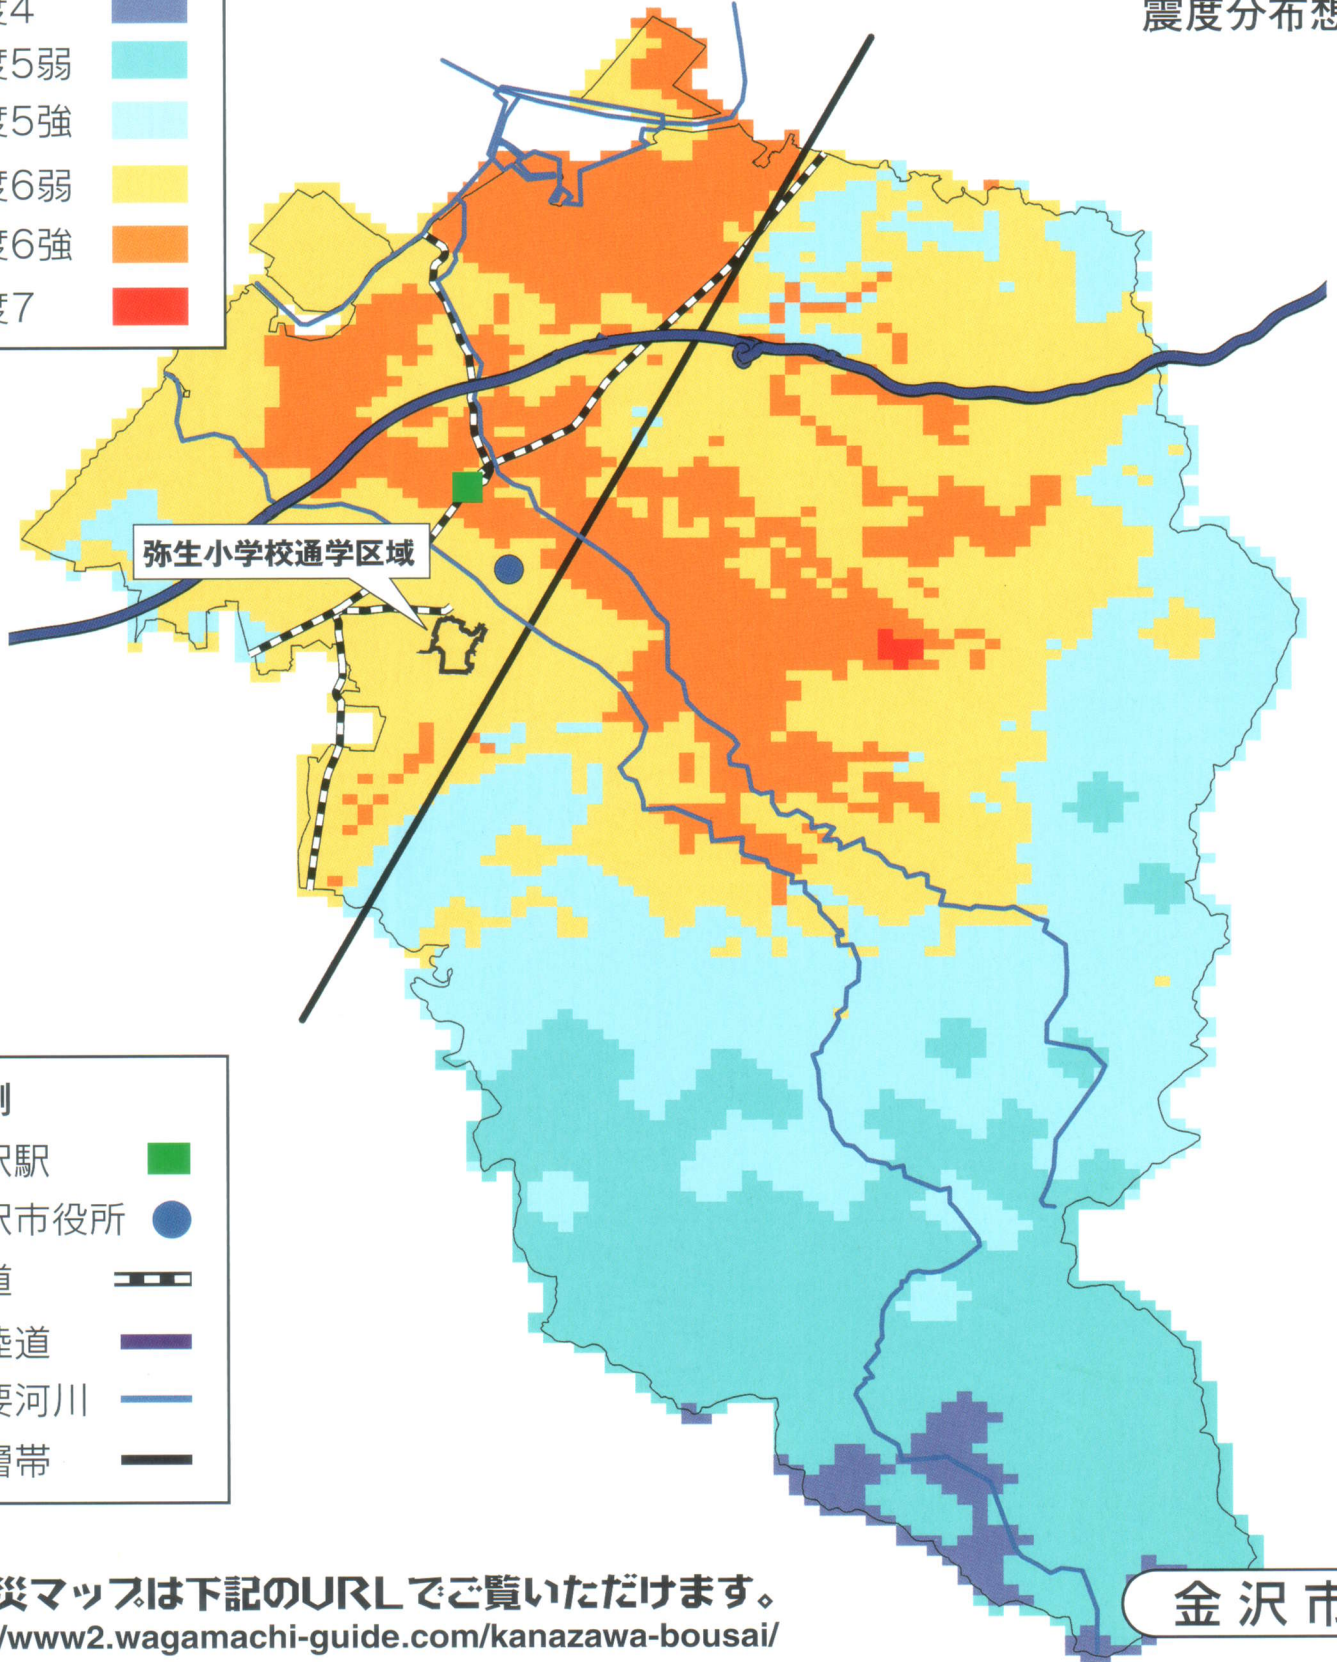 震度分布想
度4
度5弱
度5強
度6弱
度6強
度7
弥生小学校通学区域
例
沢駅
沢市役所
道
陸道
要河川
層帯
災マップは下記のURLでご覧いただけます。
/www2.wagamachi-guide.com/kanazawa-bousai/
金沢市